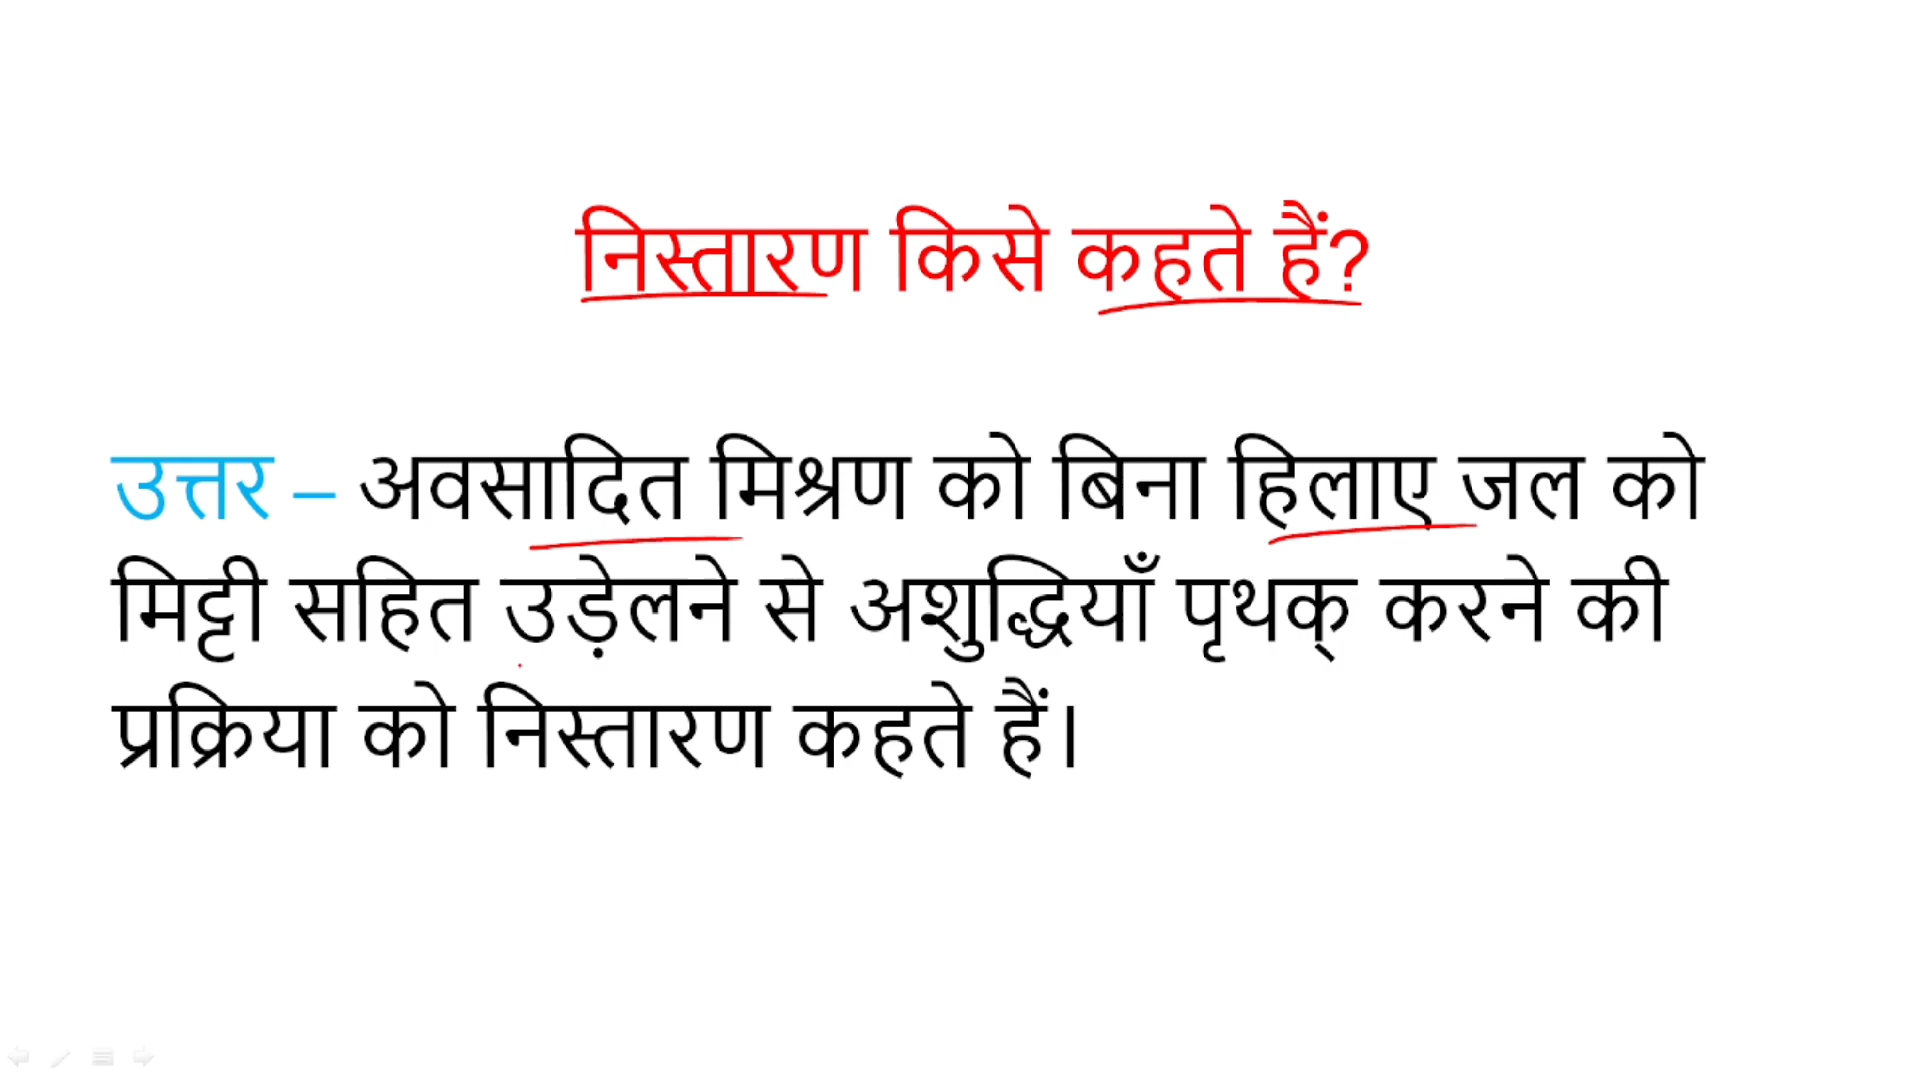 निस्तारण किसे कहते हैं?
उत्तर – अवसादित मिश्रण को बिना हिलाए जल को
मिट्टी सहित उड़ेलने से अशुद्धियाँ पृथक् करने की
प्रक्रिया को निस्तारण कहते हैं।